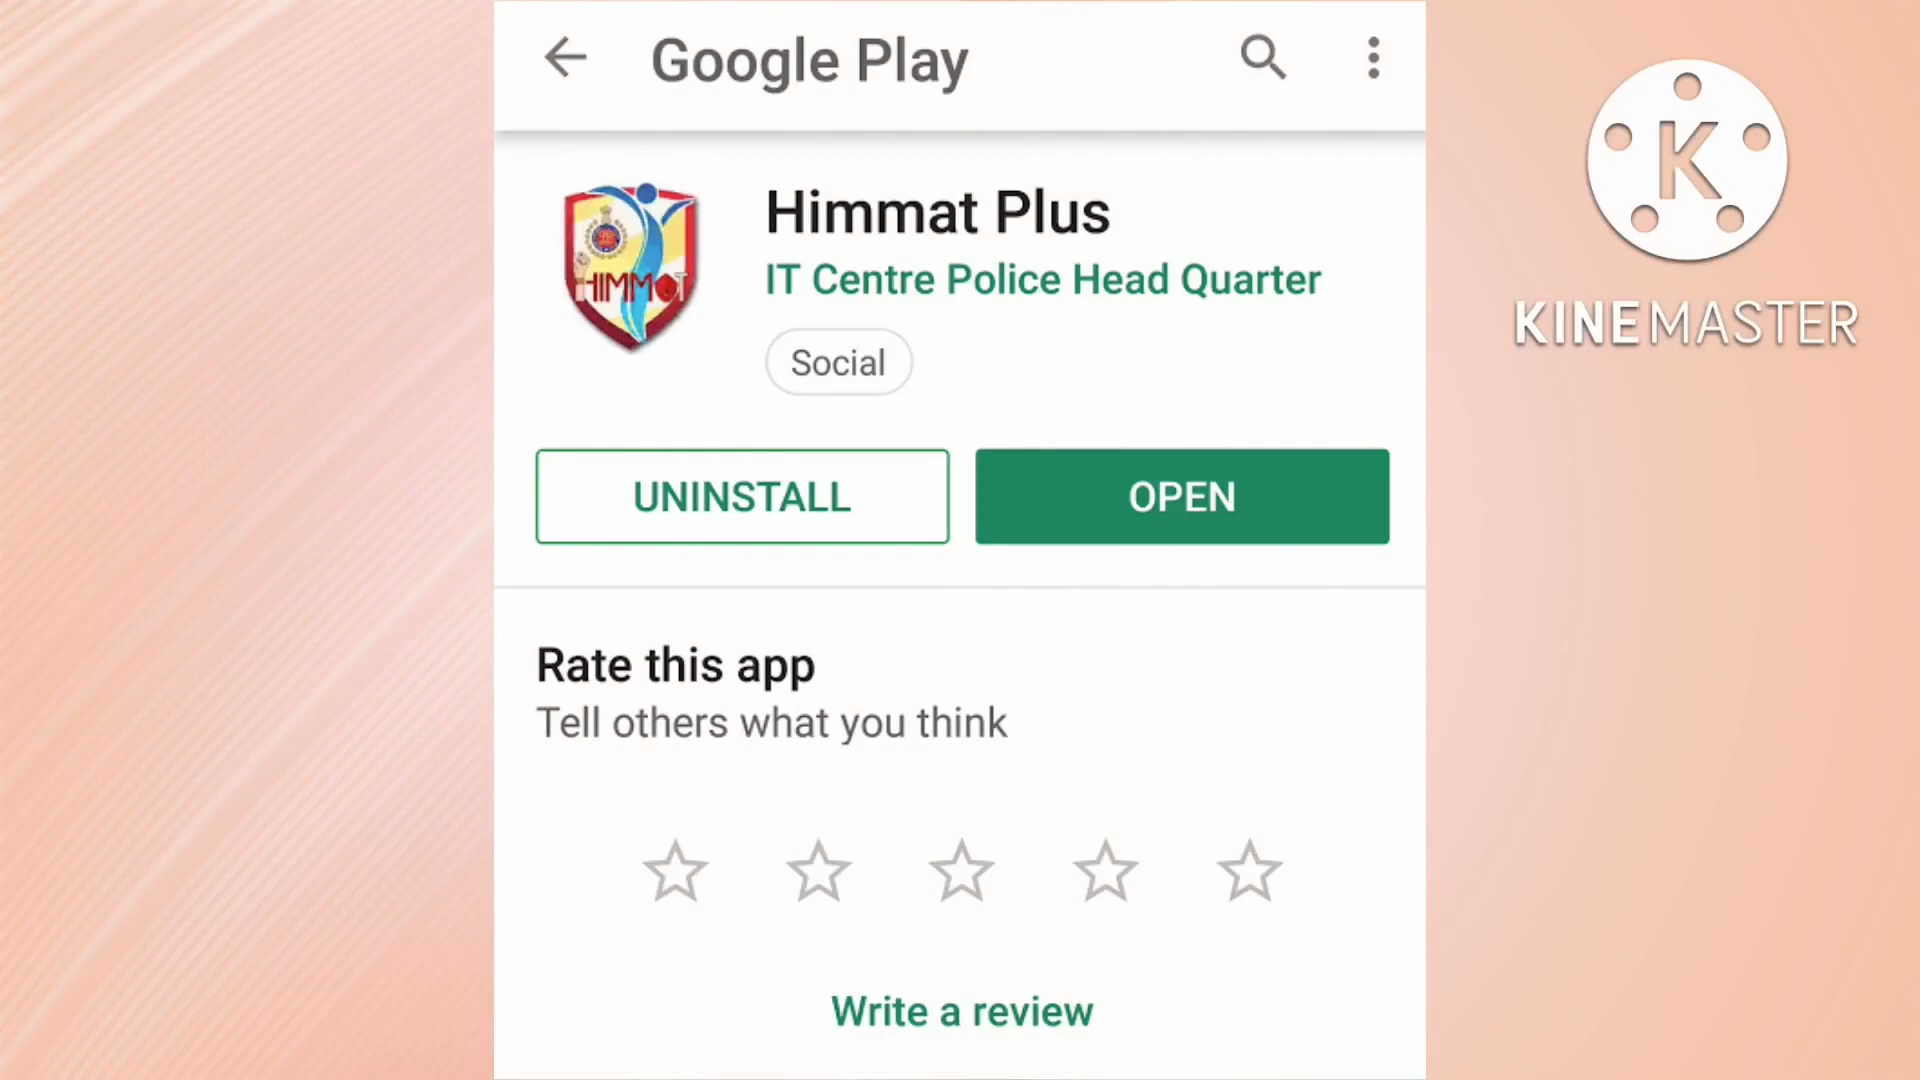 Google Play
Himmat Plus
IT Centre Police Head Quarter
HIMMAT
Social
UNINSTALL
OPEN
Rate this app
Tell others what you think
Write a review
K
KINEMASTER